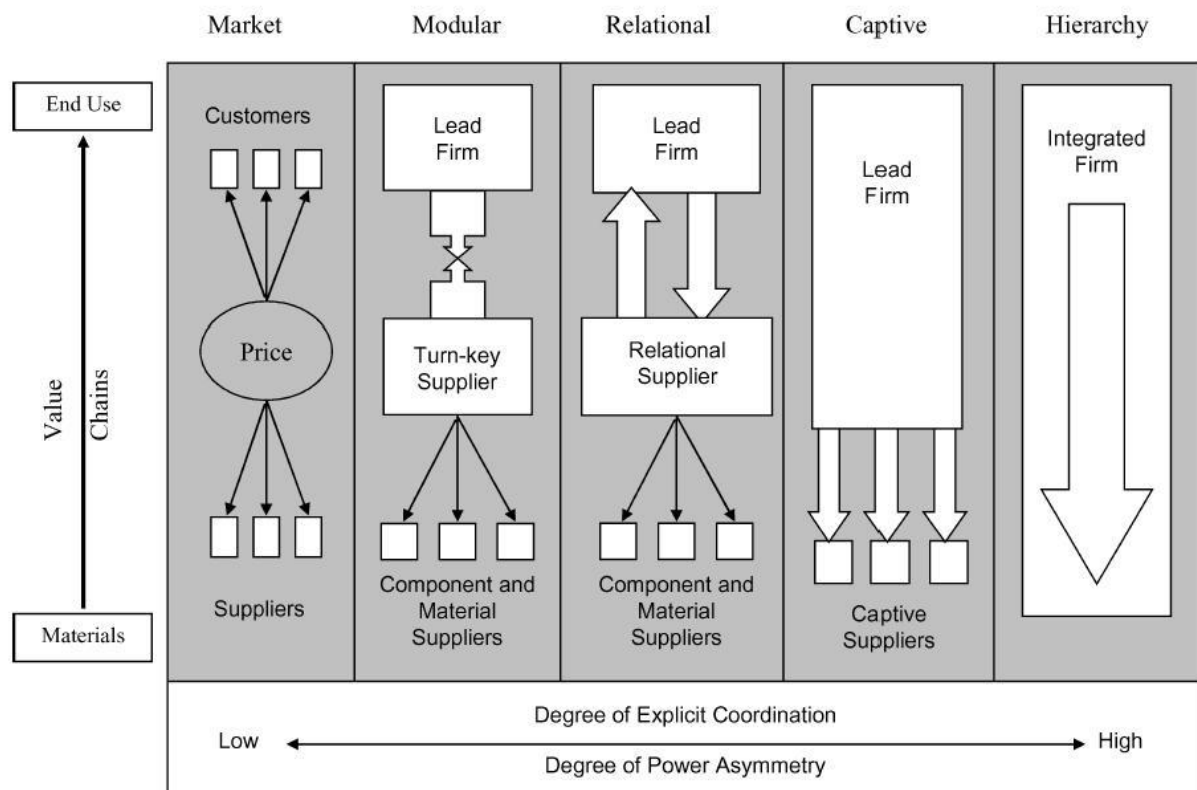 Market
Modular
Relational
Captive
Hierarchy
End Use
Value
Chains
Materials
Customers
Price
Suppliers
Lead
Firm
Turn-key
Supplier
Component and
Material
Suppliers
Lead
Firm
Relational
Supplier
Component and
Material
Suppliers
Lead
Firm
Captive
Suppliers
Integrated
Firm
Degree of Explicit Coordination
Low
High
Degree of Power Asymmetry